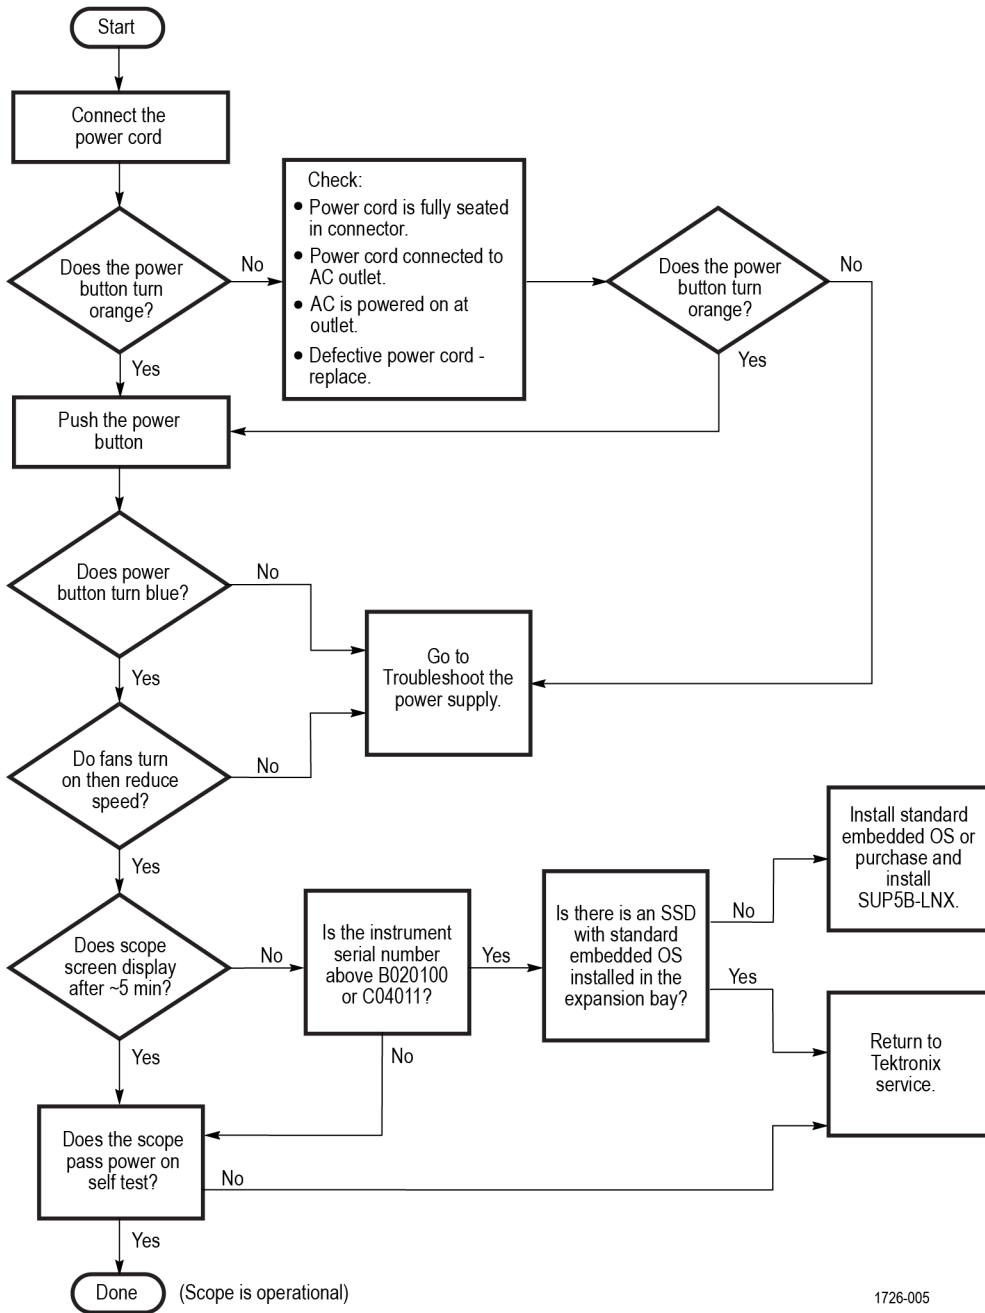 Start
Connect the
power cord
Does the power
button turn
orange?
No
Check:
• Power cord is fully seated
in connector.
• Power cord connected to
AC outlet.
• AC is powered on at
outlet.
• Defective power cord -
replace.
Does the power
button turn
orange?
No
Yes
Yes
Push the power
button
Does power
button turn blue?
No
Go to
Troubleshoot the
power supply.
Yes
Do fans turn
on then reduce
speed?
No
Yes
Does scope
screen display
after ~5 min?
No
Is the instrument
serial number
above B020100
or C04011?
Yes
Is there is an SSD
with standard
embedded OS
installed in the
expansion bay?
No
Install standard
embedded OS or
purchase and
install
SUP5B-LNX.
Yes
Return to
Tektronix
service.
No
Yes
Does the scope
pass power on
self test?
No
Yes
Done
(Scope is operational)
1726-005